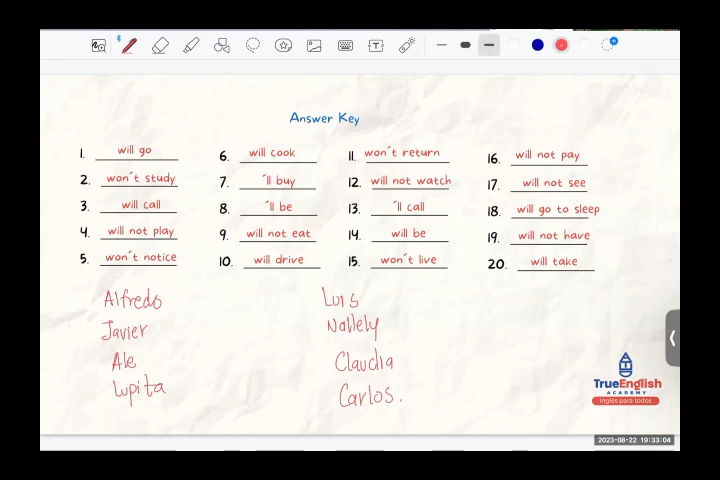 Answer Key
1. will go
2. won´t study
3. will call
4. will not play
5. won´t notice
6. will cook
7. ´ll buy
8. ´ll be
9. will not eat
10. will drive
11. won´t return
12. will not watch
13. ´ll call
14. will be
15. won´t live
16. will not pay
17. will not see
18. will go to sleep
19. will not have
20. will take
Alfredo
Javier
Ale
Lupita
Luis
Nallely
Claudia
Carlos.
TrueEnglish
ACADEMY
Inglés para todos
2023-08-22 19:33:04